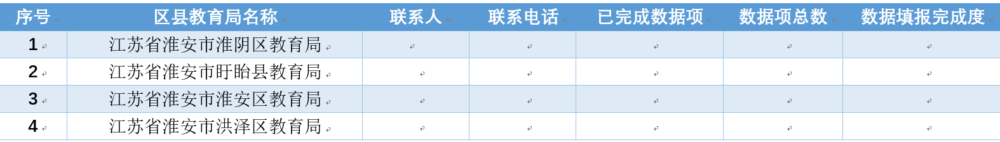 序号 区县教育局名称 联系人 联系电话 已完成数据项 数据项总数 数据填报完成度
1 江苏省淮安市淮阴区教育局
2 江苏省淮安市盱眙县教育局
3 江苏省淮安市淮安区教育局
4 江苏省淮安市洪泽区教育局